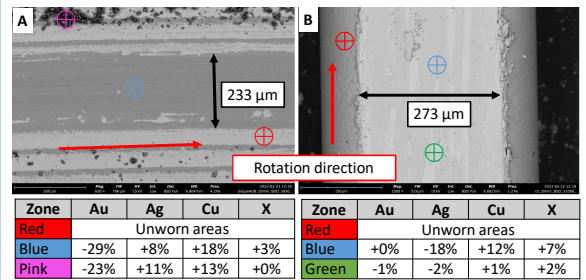 A
B
233 µm
273 µm
Rotation direction
Zone Au Ag Cu X
Red Unworn areas
Blue -29% +8% +18% +3%
Pink -23% +11% +13% +0%
Zone Au Ag Cu X
Red Unworn areas
Blue +0% -18% +12% +7%
Green -1% -2% +1% +2%